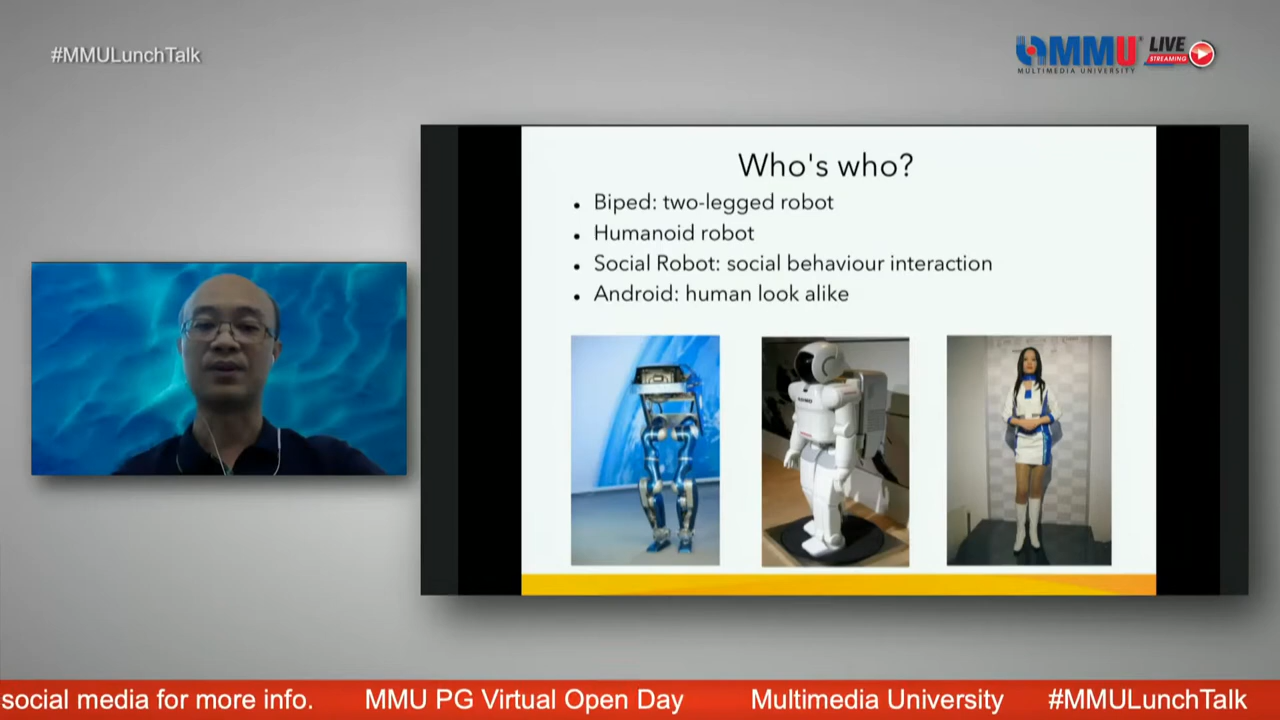 #MMULunchTalk
MMU
MULTIMEDIA UNIVERSITY
LIVE
STREAMING
Who's who?
• Biped: two-legged robot
• Humanoid robot
• Social Robot: social behaviour interaction
• Android: human look alike
social media for more info. MMU PG Virtual Open Day Multimedia University #MMULunchTalk